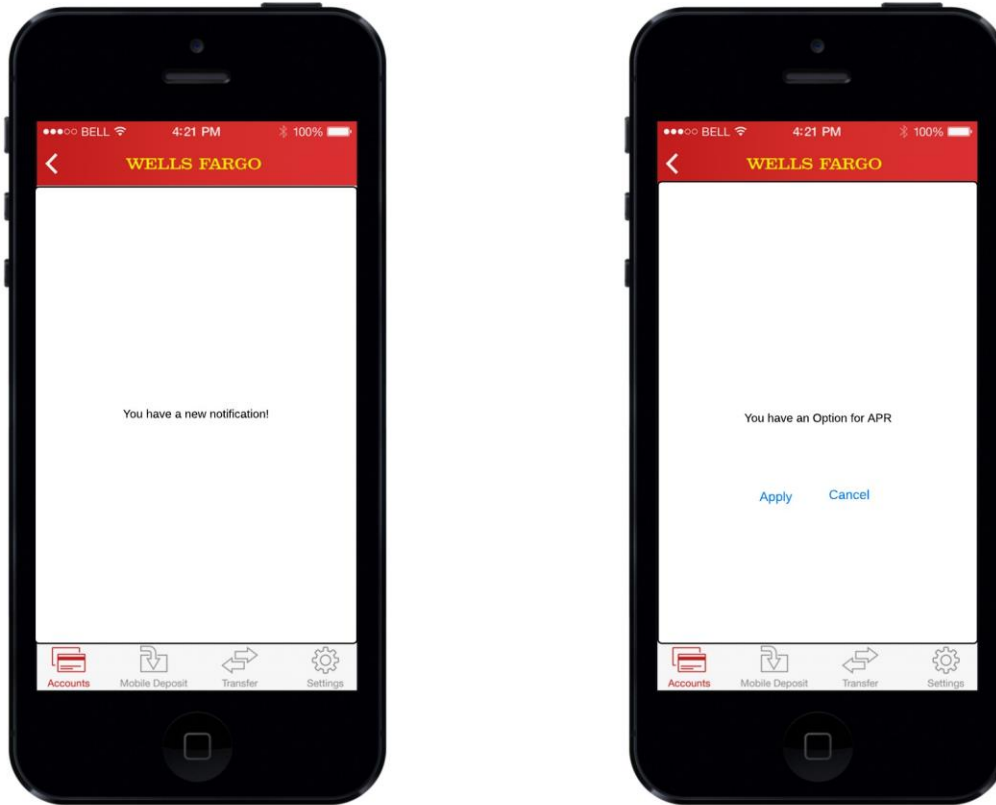 BELL 4:21 PM 100%
WELLS FARGO
You have a new notification!
Accounts Mobile Deposit Transfer Settings
BELL 4:21 PM 100%
WELLS FARGO
You have an Option for APR
Apply Cancel
Accounts Mobile Deposit Transfer Settings